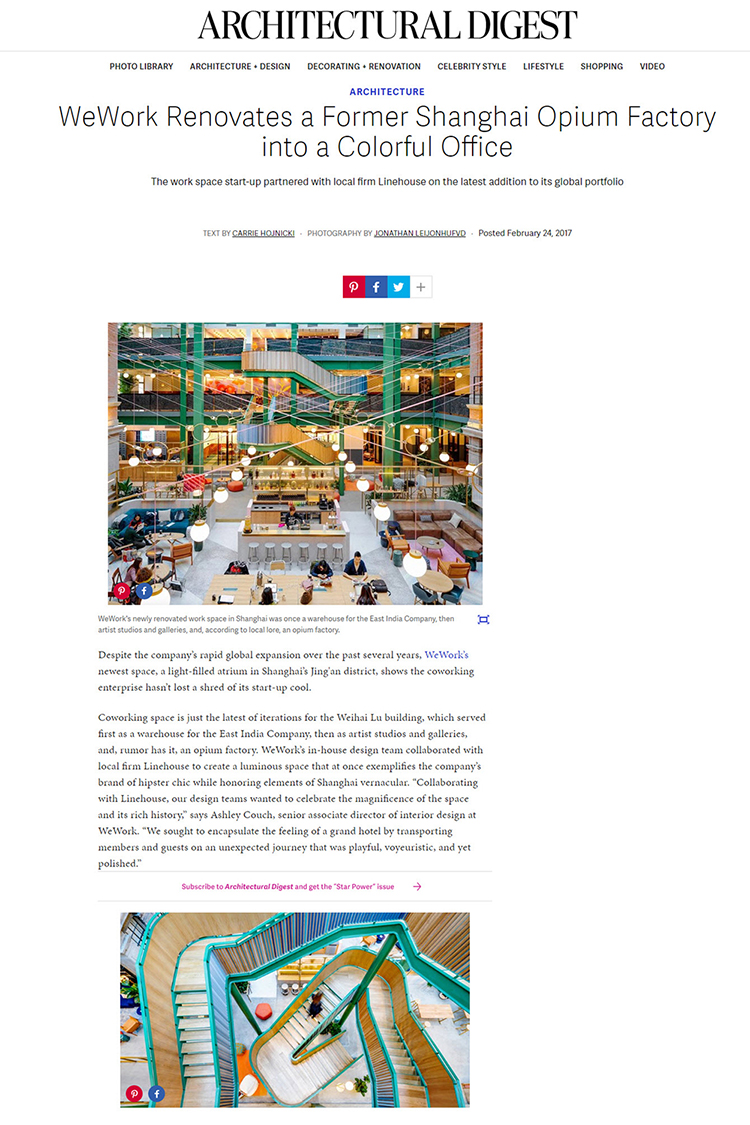 ARCHITECTURAL DIGEST
PHOTO LIBRARY ARCHITECTURE + DESIGN DECORATING + RENOVATION CELEBRITY STYLE LIFESTYLE SHOPPING VIDEO
ARCHITECTURE
WeWork Renovates a Former Shanghai Opium Factory
into a Colorful Office
The work space start-up partnered with local firm Linehouse on the latest addition to its global portfolio
TEXT BY CARRIE HOJNICKI · PHOTOGRAPHY BY JONATHAN LEIJONHUFVD · Posted February 24, 2017
WeWork's newly renovated work space in Shanghai was once a warehouse for the East India Company, then
artist studios and galleries, and, according to local lore, an opium factory.
Despite the company's rapid global expansion over the past several years, WeWork's
newest space, a light-filled atrium in Shanghai's Jing'an district, shows the coworking
enterprise hasn't lost a shred of its start-up cool.
Coworking space is just the latest of iterations for the Weihai Lu building, which served
first as a warehouse for the East India Company, then as artist studios and galleries,
and, rumor has it, an opium factory. WeWork's in-house design team collaborated with
local firm Linehouse to create a luminous space that at once exemplifies the company's
brand of hipster chic while honoring elements of Shanghai vernacular. "Collaborating
with Linehouse, our design teams wanted to celebrate the magnificence of the space
and its rich history," says Ashley Couch, senior associate director of interior design at
WeWork. "We sought to encapsulate the feeling of a grand hotel by transporting
members and guests on an unexpected journey that was playful, voyeuristic, and yet
polished."
Subscribe to Architectural Digest and get the "Star Power" issue